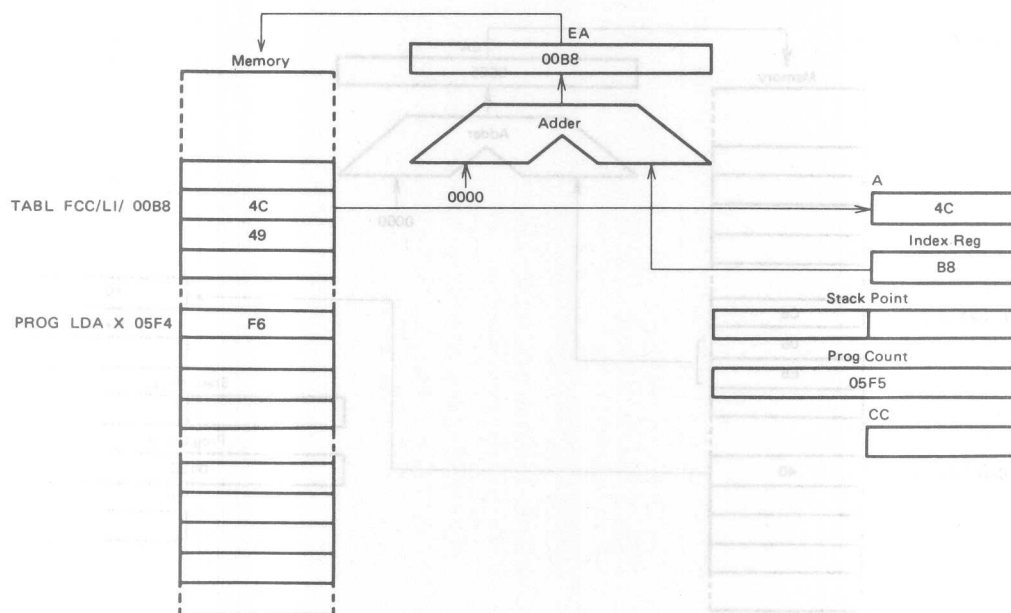 EA
Memory
00B8
Adder
0000
A
TABL FCC/LI/ 00B8
4C
4C
49
Index Reg
B8
Stack Point
PROG LDA X 05F4
F6
Prog Count
05F5
CC